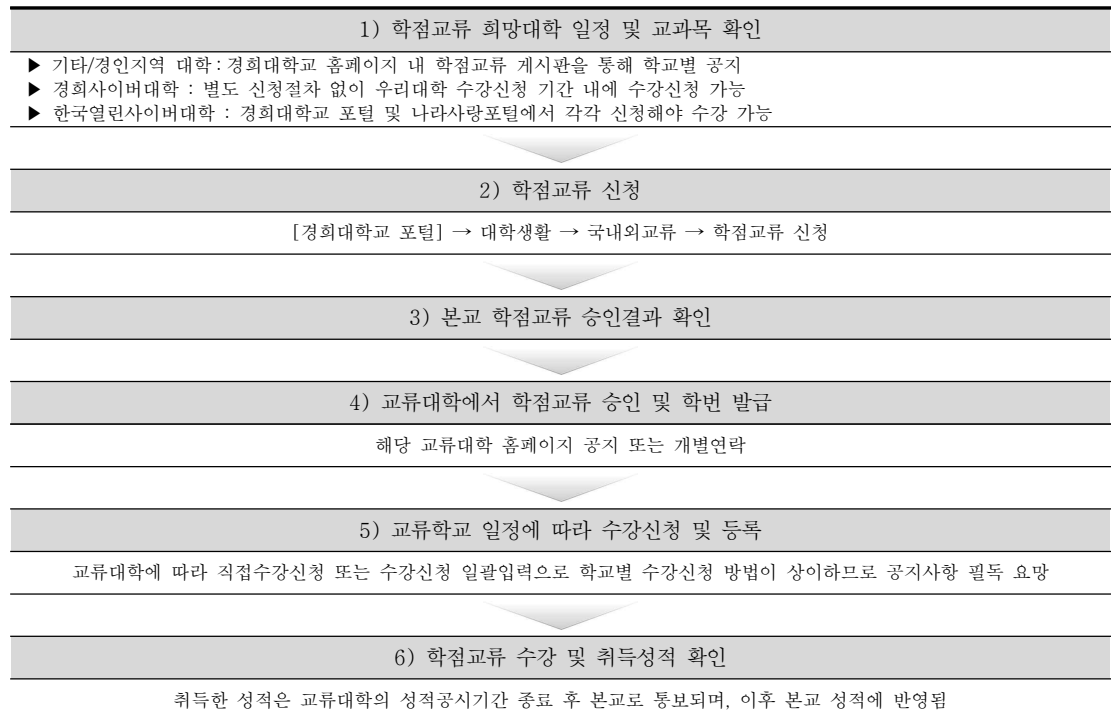 1) 학점교류 희망대학 일정 및 교과목 확인
▶ 기타/경인지역 대학 : 경희대학교 홈페이지 내 학점교류 게시판을 통해 학교별 공지
▶ 경희사이버대학 : 별도 신청절차 없이 우리대학 수강신청 기간 내에 수강신청 가능
▶ 한국열린사이버대학 : 경희대학교 포털 및 나라사랑포털에서 각각 신청해야 수강 가능
2) 학점교류 신청
[경희대학교 포털] → 대학생활 → 국내외교류 → 학점교류 신청
3) 본교 학점교류 승인결과 확인
4) 교류대학에서 학점교류 승인 및 학번 발급
해당 교류대학 홈페이지 공지 또는 개별연락
5) 교류학교 일정에 따라 수강신청 및 등록
교류대학에 따라 직접수강신청 또는 수강신청 일괄입력으로 학교별 수강신청 방법이 상이하므로 공지사항 필독 요망
6) 학점교류 수강 및 취득성적 확인
취득한 성적은 교류대학의 성적공시기간 종료 후 본교로 통보되며, 이후 본교 성적에 반영됨